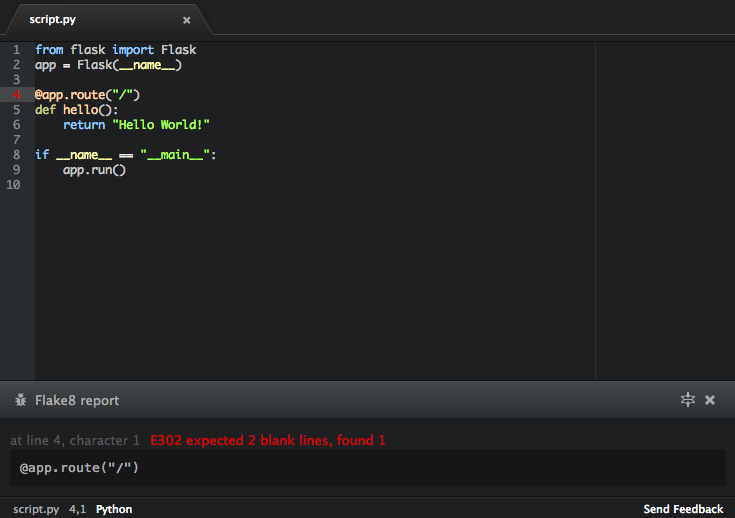 script.py
1 from flask import Flask
2 app = Flask(__name__)
3
4 @app.route("/")
5 def hello():
6     return "Hello World!"
7
8 if __name__ == "__main__":
9     app.run()
10
Flake8 report
at line 4, character 1 E302 expected 2 blank lines, found 1
@app.route("/")
script.py 4,1 Python Send Feedback